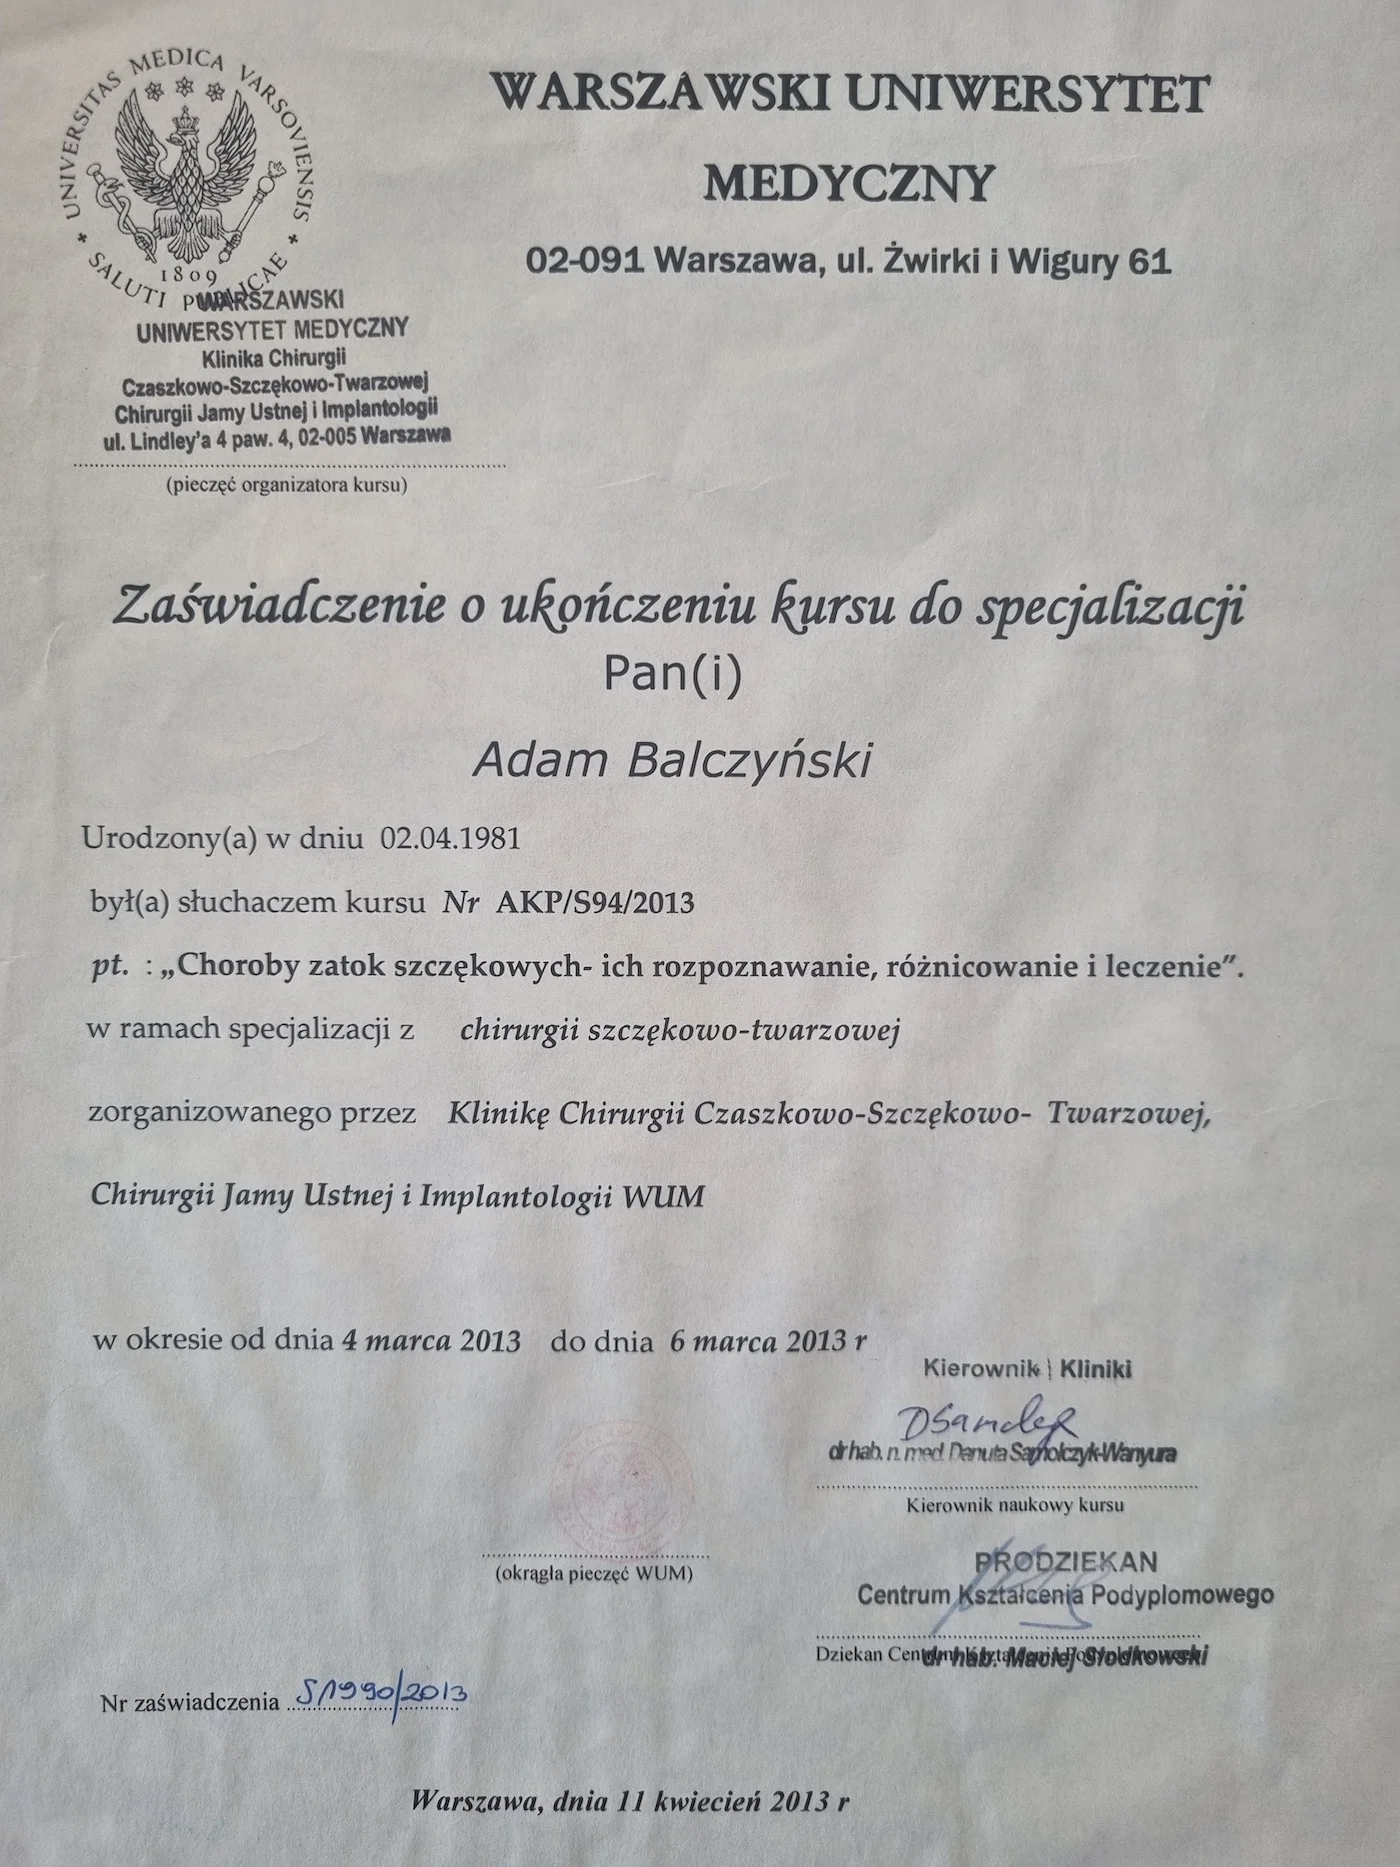 UNIVERSITAS MEDICA VARSOVIENSIS
1809
SALUTI PUBLICAE
WARSZAWSKI UNIWERSYTET
MEDYCZNY
02-091 Warszawa, ul. Żwirki i Wigury 61
WARSZAWSKI
UNIWERSYTET MEDYCZNY
Klinika Chirurgii
Czaszkowo-Szczękowo-Twarzowej
Chirurgii Jamy Ustnej i Implantologii
ul. Lindley'a 4 paw. 4, 02-005 Warszawa
(pieczęć organizatora kursu)
Zaświadczenie o ukończeniu kursu do specjalizacji
Pan(i)
Adam Balczyński
Urodzony(a) w dniu 02.04.1981
był(a) słuchaczem kursu Nr AKP/S94/2013
pt. : „Choroby zatok szczękowych- ich rozpoznawanie, różnicowanie i leczenie”.
w ramach specjalizacji z chirurgii szczękowo-twarzowej
zorganizowanego przez Klinikę Chirurgii Czaszkowo-Szczękowo- Twarzowej,
Chirurgii Jamy Ustnej i Implantologii WUM
w okresie od dnia 4 marca 2013 do dnia 6 marca 2013 r
Kierownik Kliniki
dr hab. n. med. Danuta Samolczyk-Wanyura
Kierownik naukowy kursu
(okrągła pieczęć WUM)
PRODZIEKAN
Centrum Kształcenia Podyplomowego
Dziekan Centrum Kształcenia Podyplomowego
dr hab. Maciej Słodkowski
Nr zaświadczenia S/1990/2013
Warszawa, dnia 11 kwiecień 2013 r